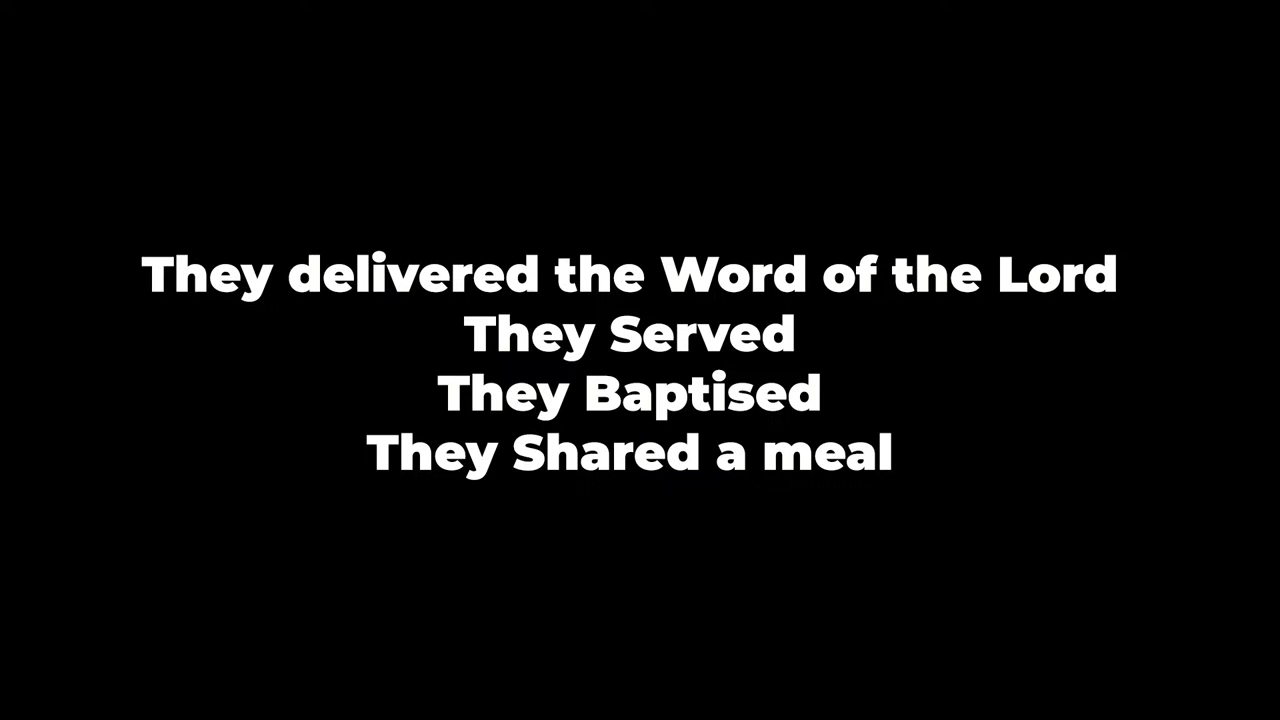 They delivered the Word of the Lord
They Served
They Baptised
They Shared a meal